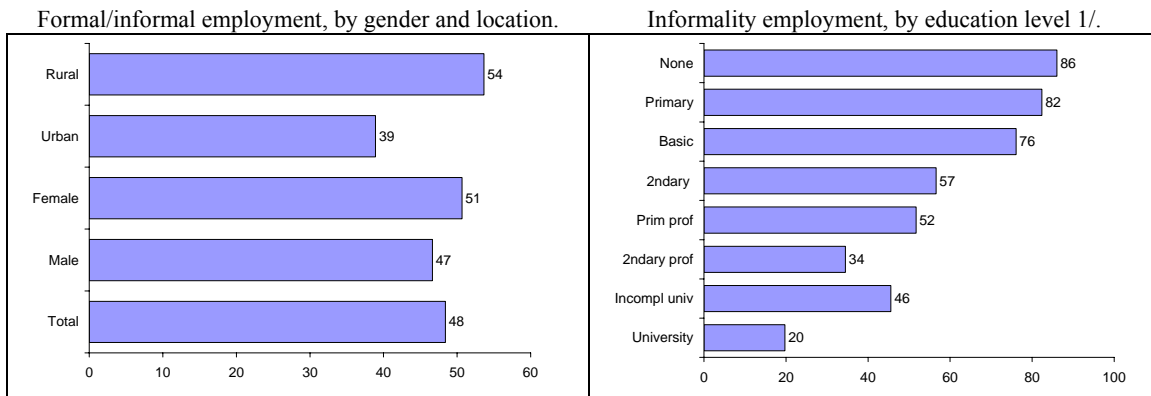 Formal/informal employment, by gender and location.
Rural
54
Urban
39
Female
51
Male
47
Total
48
0 10 20 30 40 50 60
Informality employment, by education level 1/.
None
86
Primary
82
Basic
76
2ndary
57
Prim prof
52
2ndary prof
34
Incompl univ
46
University
20
0 20 40 60 80 100